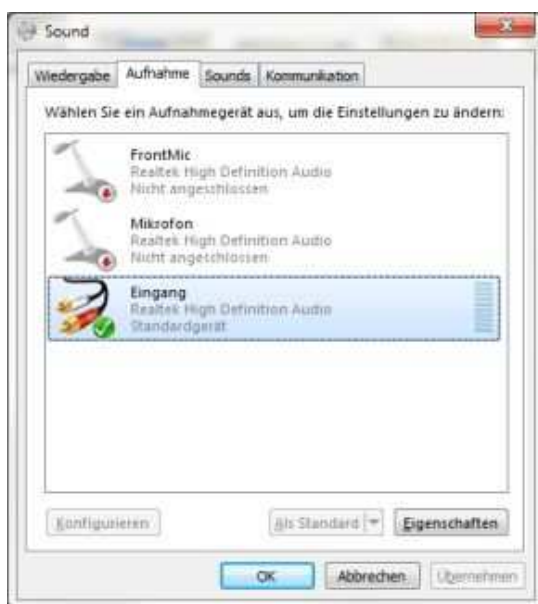 Sound
Wiedergabe Aufnahme Sounds Kommunikation
Wählen Sie ein Aufnahmegerät aus, um die Einstellungen zu ändern:
FrontMic
Realtek High Definition Audio
Nicht angeschlossen
Mikrofon
Realtek High Definition Audio
Nicht angeschlossen
Eingang
Realtek High Definition Audio
Standardgerät
Konfigurieren Als Standard Eigenschaften
OK Abbrechen Übernehmen